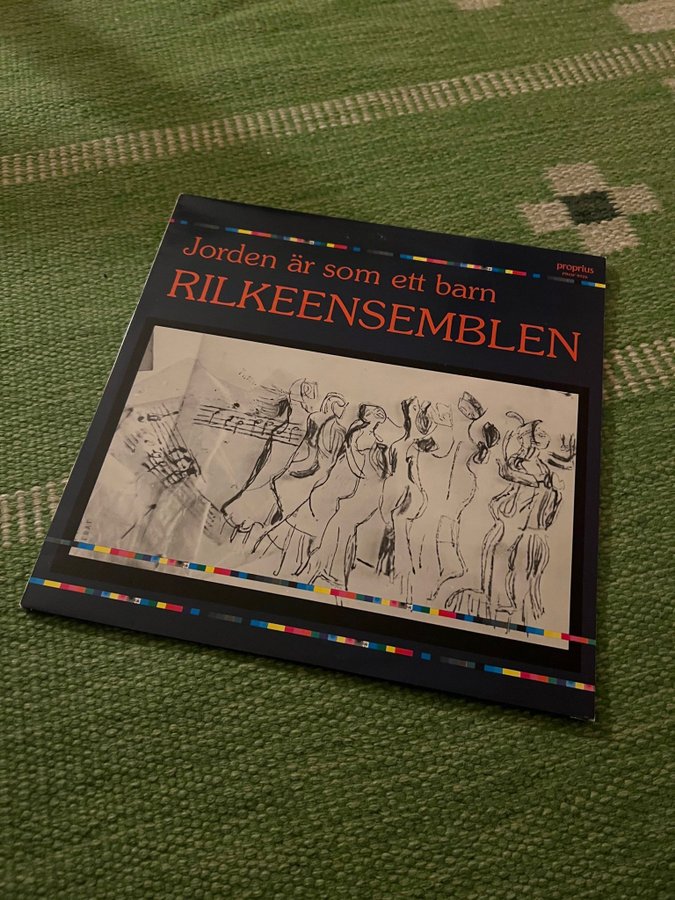 Jorden är som ett barn
proprius
RILKEENSEMBLEN